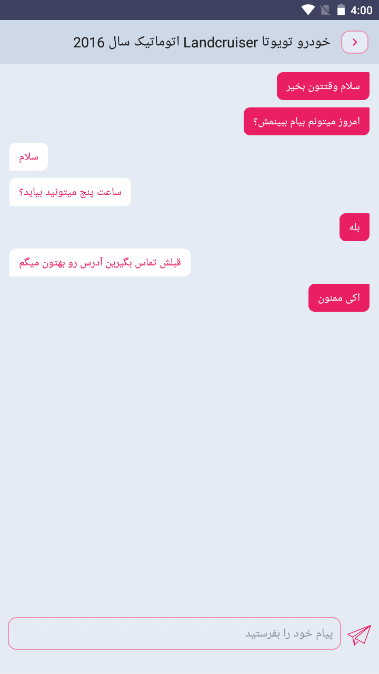 4:00
خودرو تویوتا Landcruiser اتوماتیک سال 2016
سلام وقتتون بخیر
امروز میتونم بیام ببینمش؟
سلام
ساعت پنج میتونید بیاید؟
بله
قبلش تماس بگیرین آدرس رو بهتون میگم
اکی ممنون
پیام خود را بفرستید